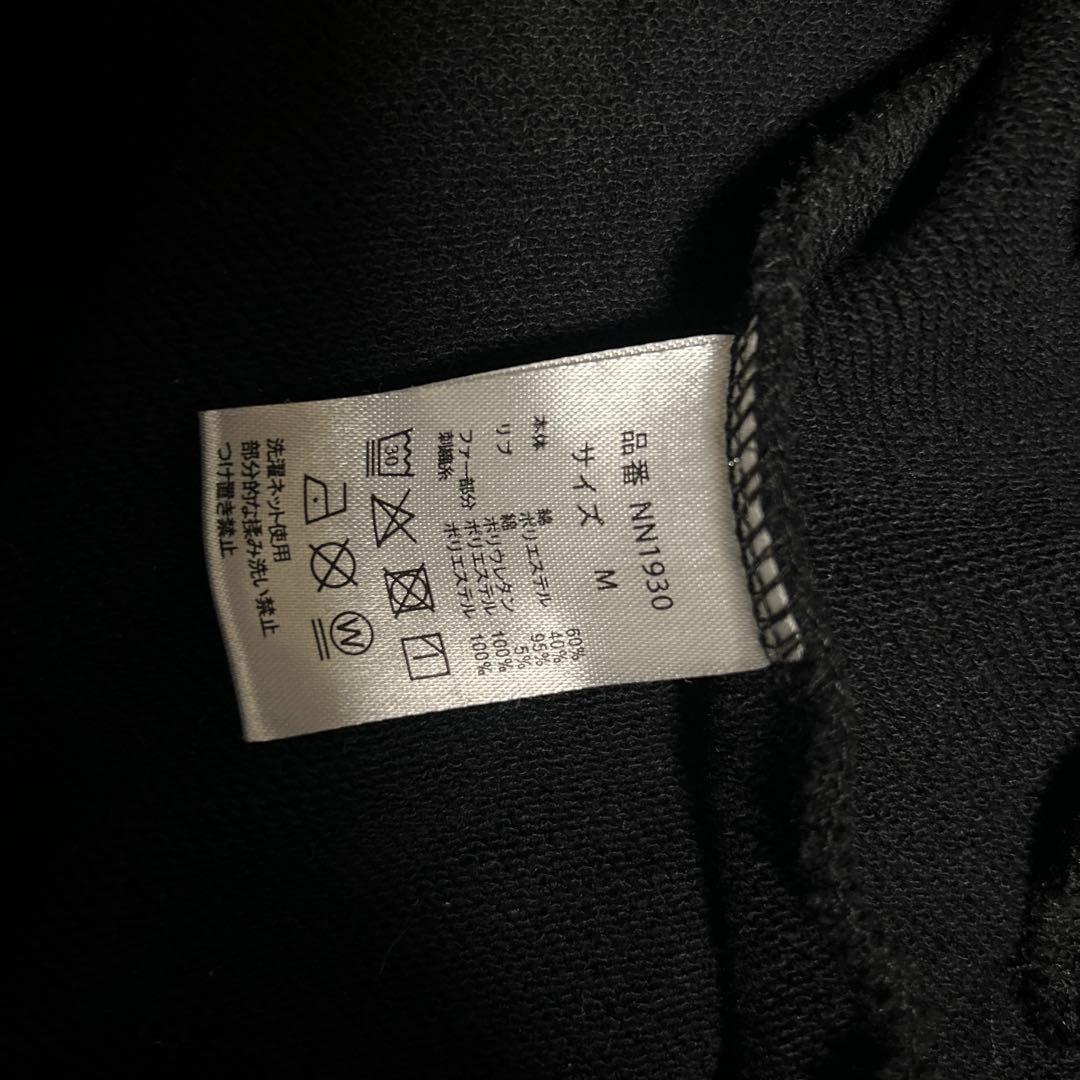 品番 NN1930
サイズ M
本体 綿 60%
ポリエステル 40%
リブ 綿 95%
ポリウレタン 5%
ファー部分 ポリエステル 100%
刺繍糸 ポリエステル 100%
30
W
洗濯ネット使用
部分的な揉み洗い禁止
つけ置き禁止